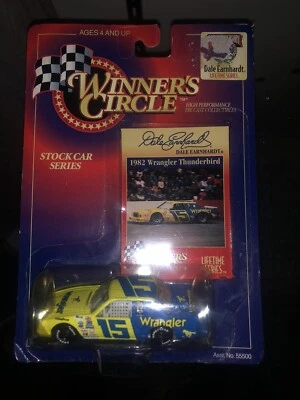 AGES 4 AND UP
Dale Earnhardt
LIFETIME SERIES
WINNER'S
CIRCLE
HIGH PERFORMANCE
DIE-CAST COLLECTIBLES
STOCK CAR
SERIES
Dale Earnhardt
DALE EARNHARDT®
1982 Wrangler Thunderbird
15
WINNERS
LIFETIME
SERIES
15
Wrangler
Asst. No. 55500